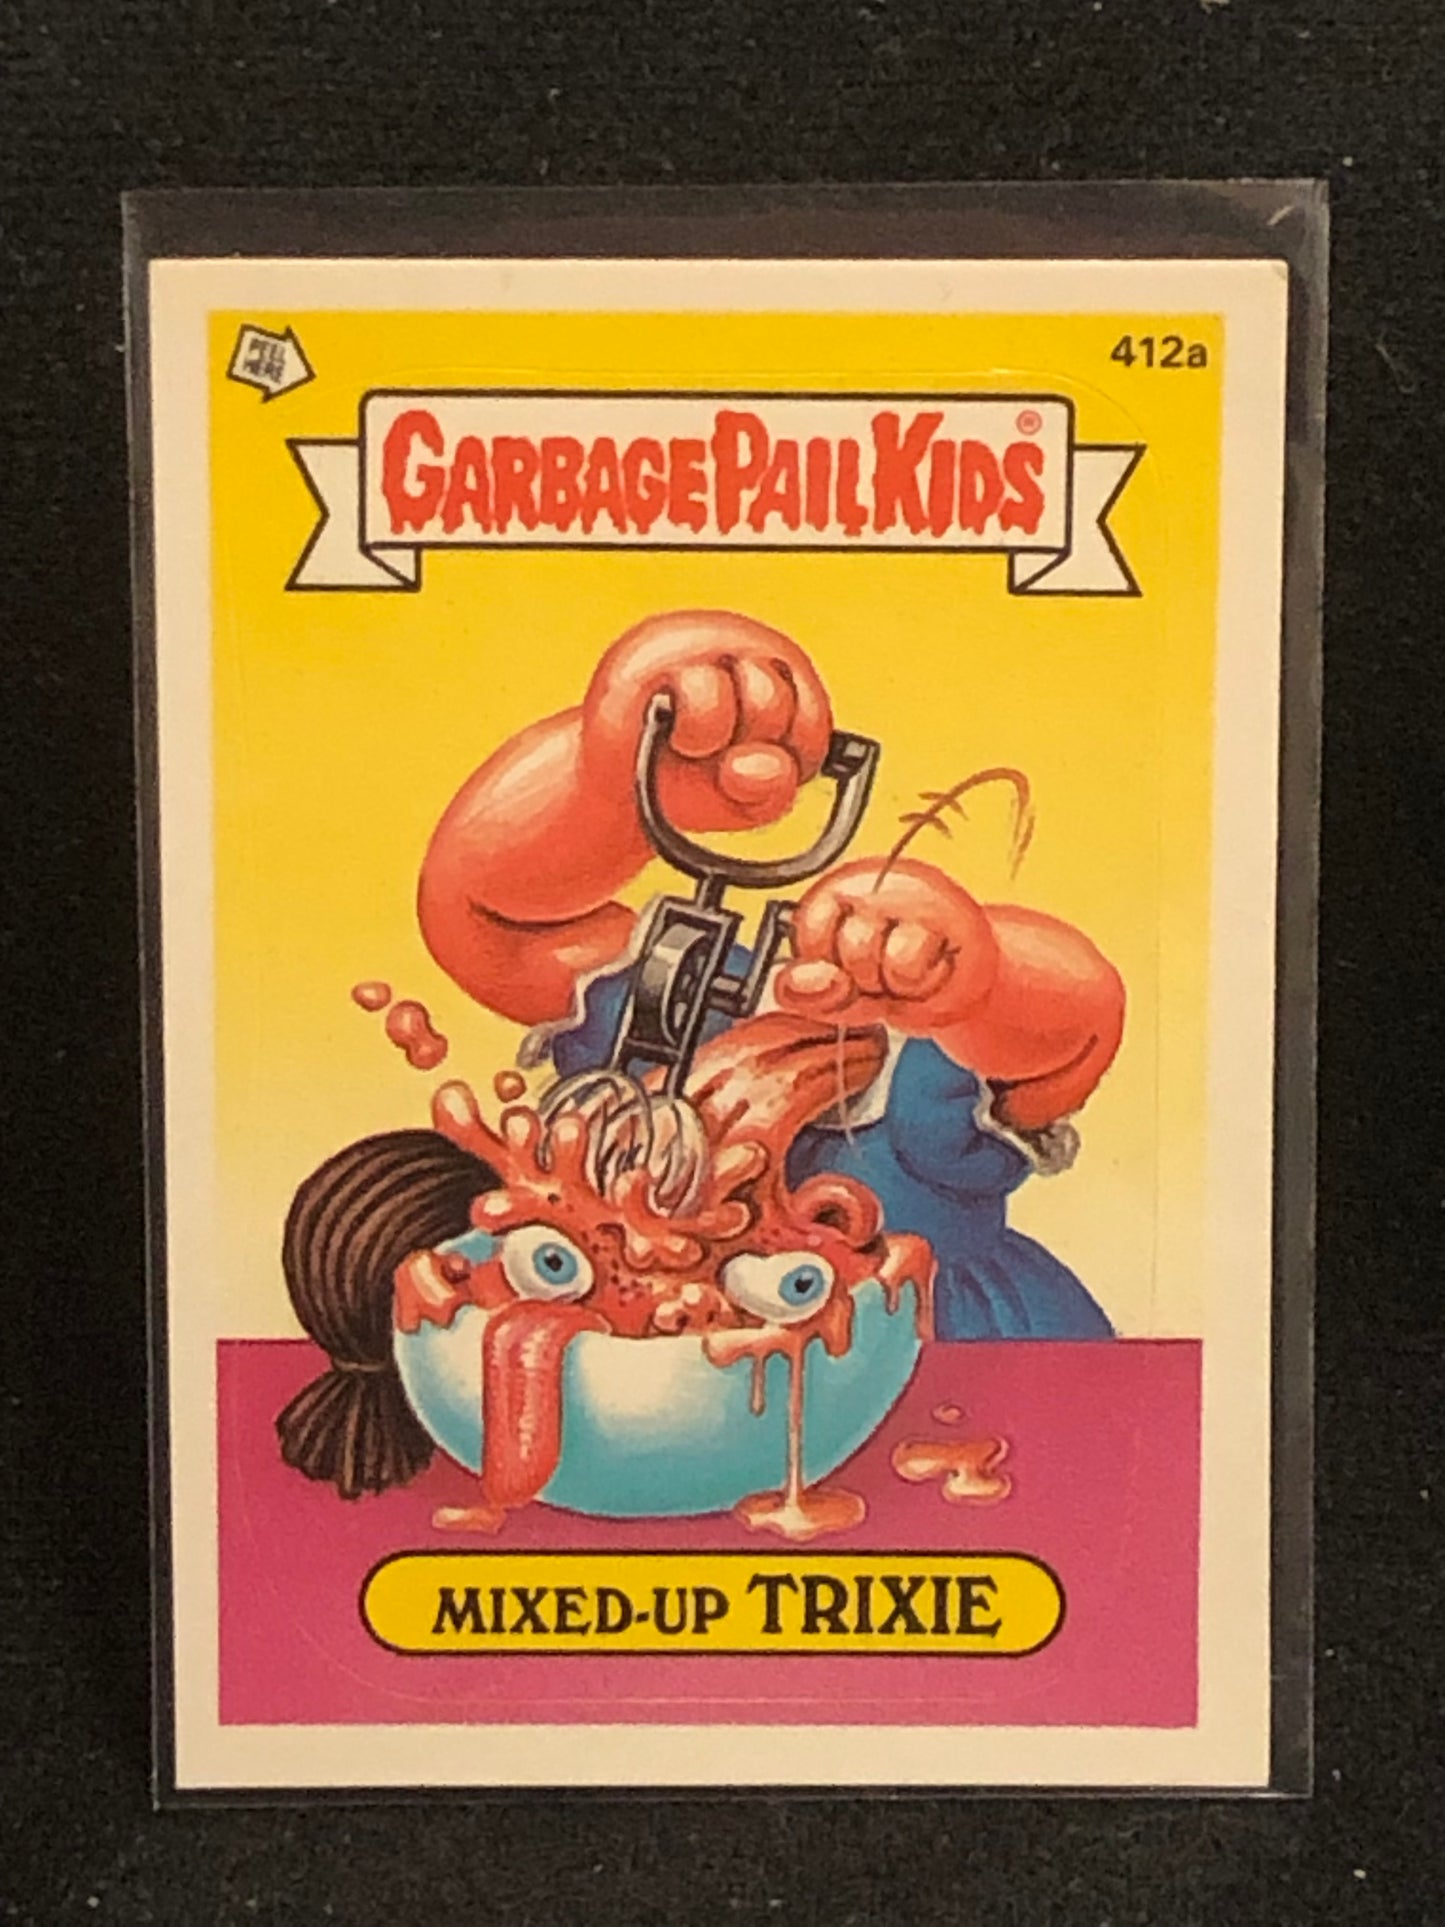 PEEL
HERE
412a
GARBAGE PAIL KIDS®
MIXED-UP TRIXIE